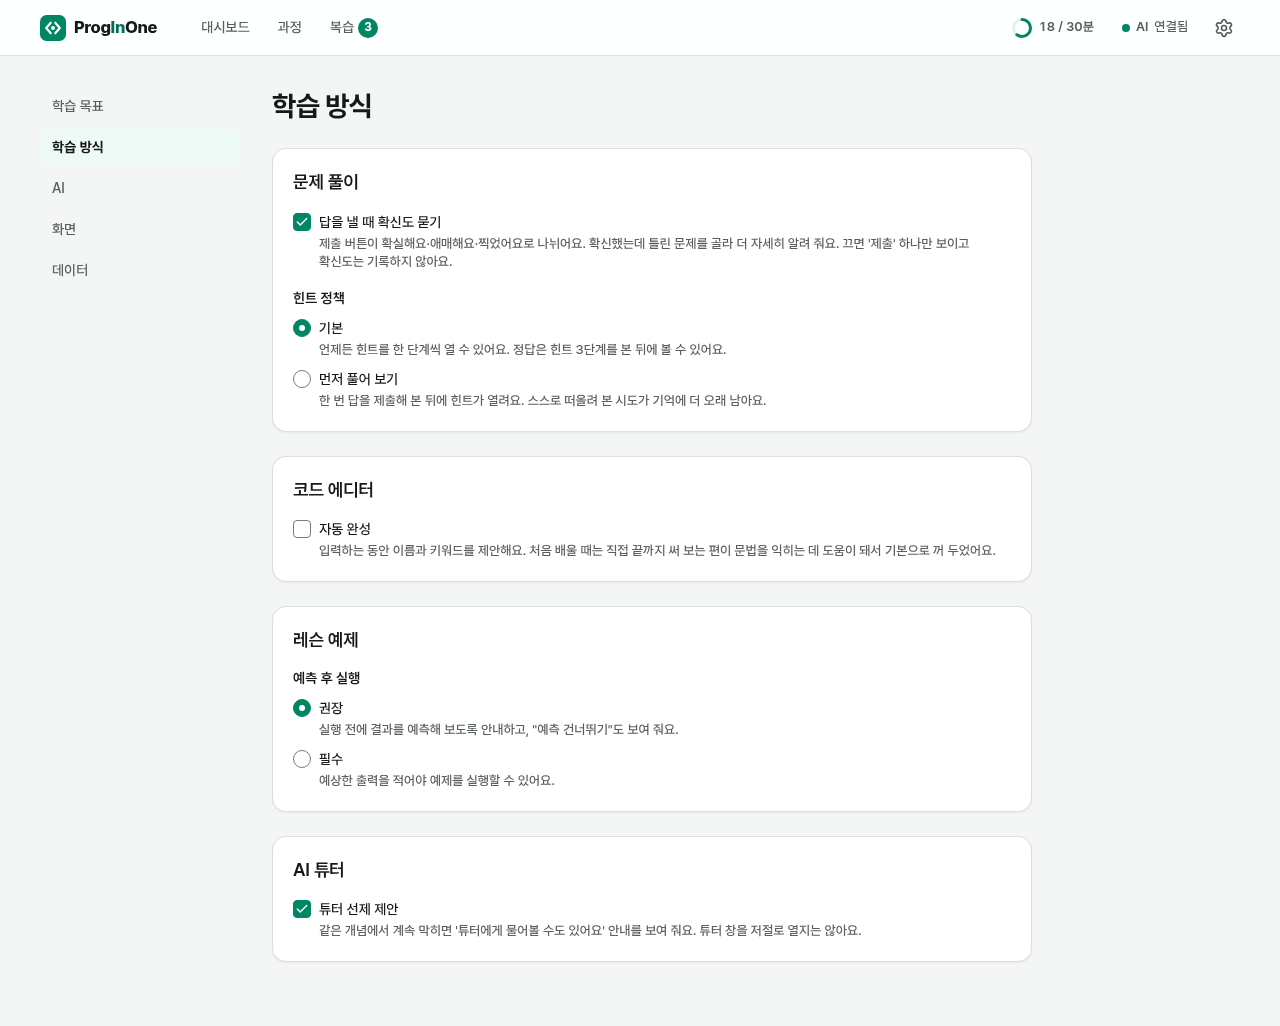 ProgInOne
대시보드
과정
복습 3
18 / 30분
AI 연결됨
학습 목표
학습 방식
AI
화면
데이터
학습 방식
문제 풀이
답을 낼 때 확신도 묻기
제출 버튼이 확실해요·애매해요·찍었어요로 나뉘어요. 확신했는데 틀린 문제를 골라 더 자세히 알려 줘요. 끄면 '제출' 하나만 보이고
확신도는 기록하지 않아요.
힌트 정책
기본
언제든 힌트를 한 단계씩 열 수 있어요. 정답은 힌트 3단계를 본 뒤에 볼 수 있어요.
먼저 풀어 보기
한 번 답을 제출해 본 뒤에 힌트가 열려요. 스스로 떠올려 본 시도가 기억에 더 오래 남아요.
코드 에디터
자동 완성
입력하는 동안 이름과 키워드를 제안해요. 처음 배울 때는 직접 끝까지 써 보는 편이 문법을 익히는 데 도움이 돼서 기본으로 꺼 두었어요.
레슨 예제
예측 후 실행
권장
실행 전에 결과를 예측해 보도록 안내하고, "예측 건너뛰기"도 보여 줘요.
필수
예상한 출력을 적어야 예제를 실행할 수 있어요.
AI 튜터
튜터 선제 제안
같은 개념에서 계속 막히면 '튜터에게 물어볼 수도 있어요' 안내를 보여 줘요. 튜터 창을 저절로 열지는 않아요.